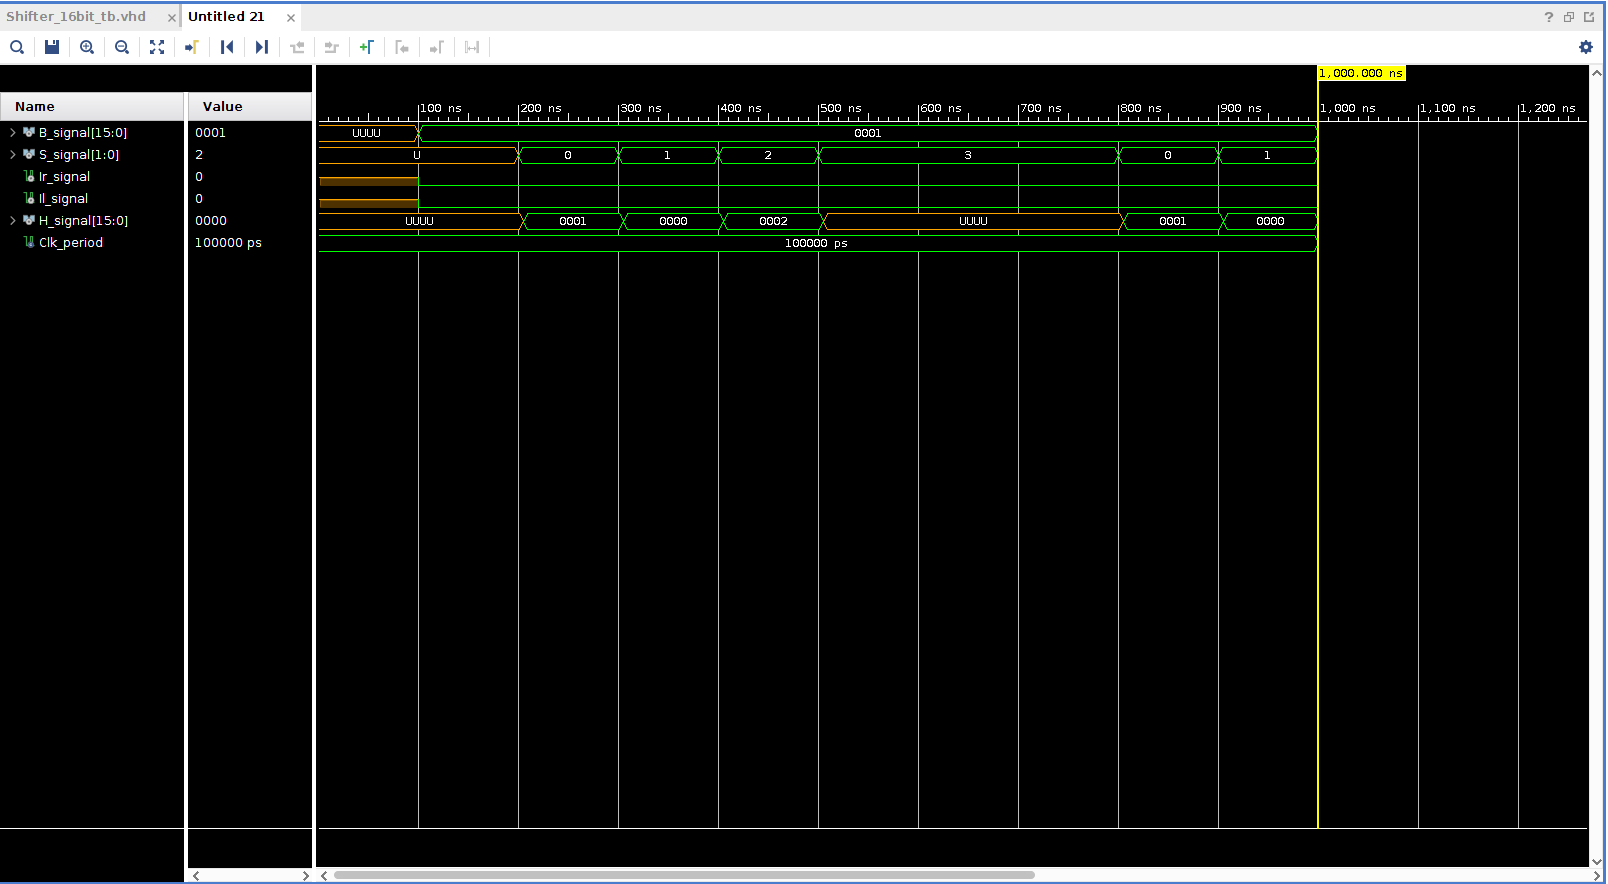 Shifter_16bit_tb.vhd × Untitled 21 ×
?
1,000.000 ns
Name Value
100 ns 200 ns 300 ns 400 ns 500 ns 600 ns 700 ns 800 ns 900 ns 1,000 ns 1,100 ns 1,200 ns
B_signal[15:0] 0001 UUUU 0001
S_signal[1:0] 2 U 0 1 2 3 0 1
Ir_signal 0
Il_signal 0
H_signal[15:0] 0000 UUUU 0001 0000 0002 UUUU 0001 0000
Clk_period 100000 ps 100000 ps